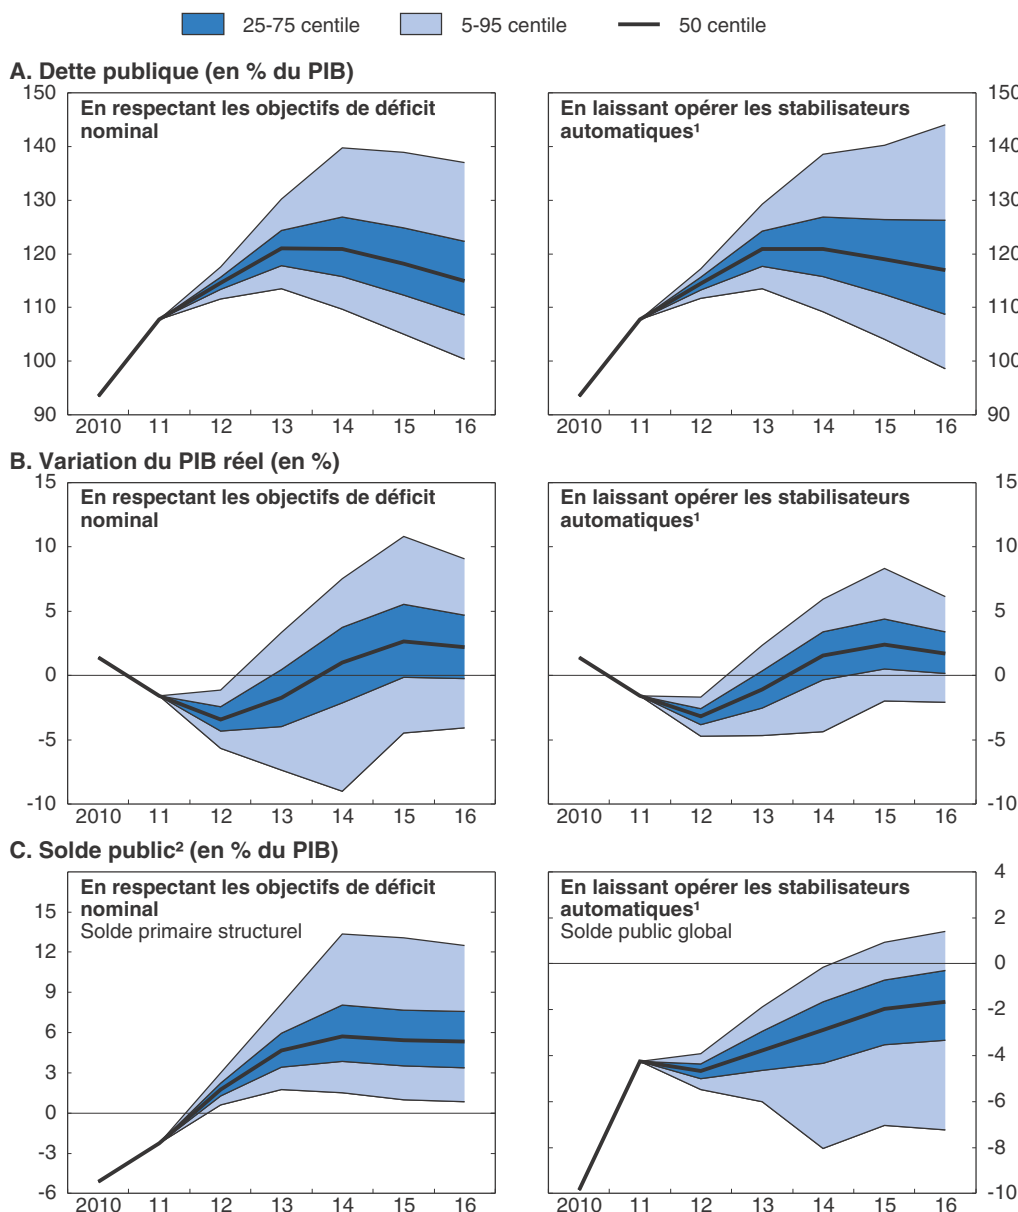 25-75 centile 5-95 centile 50 centile
A. Dette publique (en % du PIB)
En respectant les objectifs de déficit
nominal
150
140
130
120
110
100
90
2010 11 12 13 14 15 16
En laissant opérer les stabilisateurs
automatiques¹
150
140
130
120
110
100
90
2010 11 12 13 14 15 16
B. Variation du PIB réel (en %)
En respectant les objectifs de déficit
nominal
15
10
5
0
-5
-10
2010 11 12 13 14 15 16
En laissant opérer les stabilisateurs
automatiques¹
15
10
5
0
-5
-10
2010 11 12 13 14 15 16
C. Solde public² (en % du PIB)
En respectant les objectifs de déficit
nominal
Solde primaire structurel
15
12
9
6
3
0
-3
-6
2010 11 12 13 14 15 16
En laissant opérer les stabilisateurs
automatiques¹
Solde public global
4
2
0
-2
-4
-6
-8
-10
2010 11 12 13 14 15 16